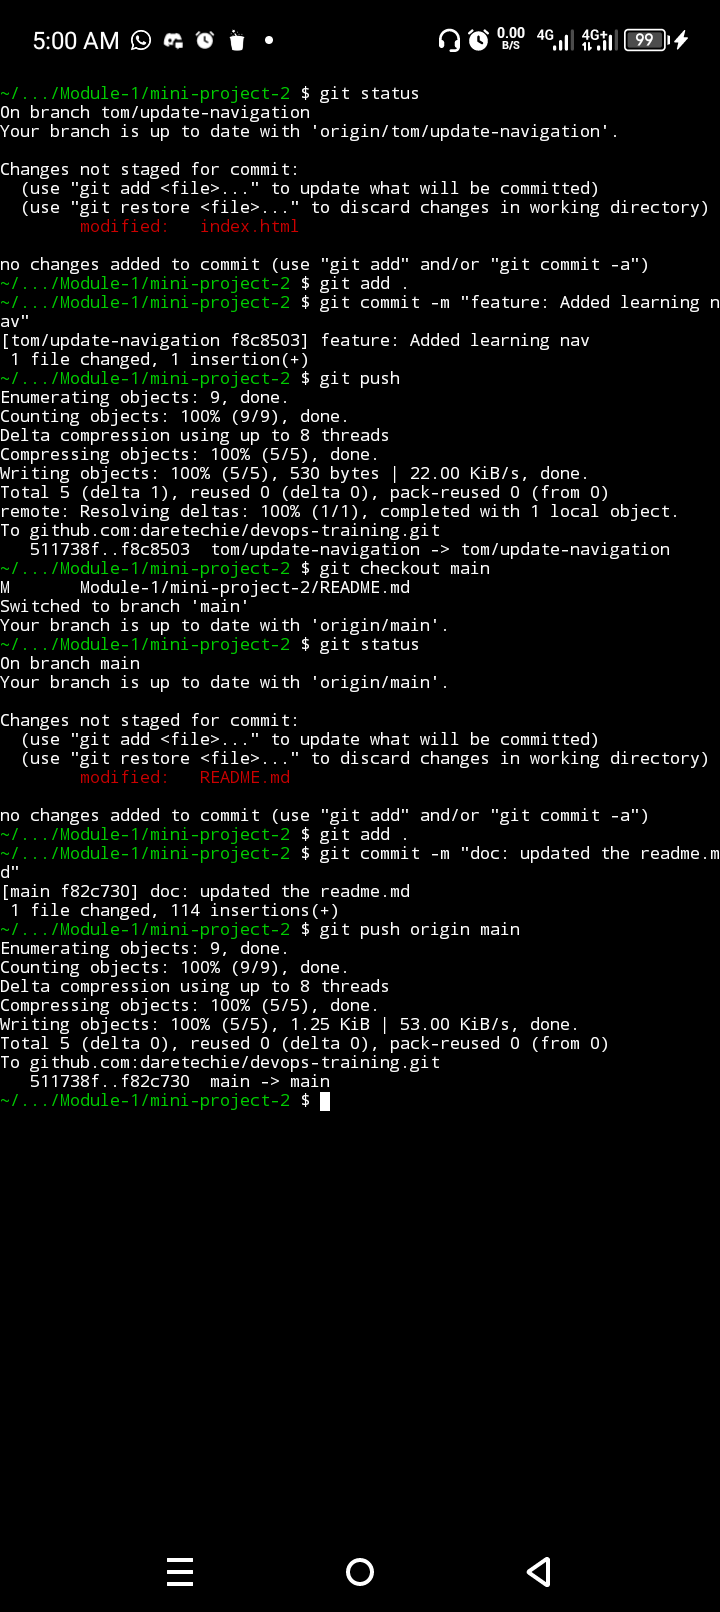 5:00 AM 0.00 B/S 4G 4G+ 99
~/.../Module-1/mini-project-2 $ git status
On branch tom/update-navigation
Your branch is up to date with 'origin/tom/update-navigation'.
Changes not staged for commit:
  (use "git add <file>..." to update what will be committed)
  (use "git restore <file>..." to discard changes in working directory)
        modified:   index.html
no changes added to commit (use "git add" and/or "git commit -a")
~/.../Module-1/mini-project-2 $ git add .
~/.../Module-1/mini-project-2 $ git commit -m "feature: Added learning n
av"
[tom/update-navigation f8c8503] feature: Added learning nav
 1 file changed, 1 insertion(+)
~/.../Module-1/mini-project-2 $ git push
Enumerating objects: 9, done.
Counting objects: 100% (9/9), done.
Delta compression using up to 8 threads
Compressing objects: 100% (5/5), done.
Writing objects: 100% (5/5), 530 bytes | 22.00 KiB/s, done.
Total 5 (delta 1), reused 0 (delta 0), pack-reused 0 (from 0)
remote: Resolving deltas: 100% (1/1), completed with 1 local object.
To github.com:daretechie/devops-training.git
   511738f..f8c8503  tom/update-navigation -> tom/update-navigation
~/.../Module-1/mini-project-2 $ git checkout main
M       Module-1/mini-project-2/README.md
Switched to branch 'main'
Your branch is up to date with 'origin/main'.
~/.../Module-1/mini-project-2 $ git status
On branch main
Your branch is up to date with 'origin/main'.
Changes not staged for commit:
  (use "git add <file>..." to update what will be committed)
  (use "git restore <file>..." to discard changes in working directory)
        modified:   README.md
no changes added to commit (use "git add" and/or "git commit -a")
~/.../Module-1/mini-project-2 $ git add .
~/.../Module-1/mini-project-2 $ git commit -m "doc: updated the readme.m
d"
[main f82c730] doc: updated the readme.md
 1 file changed, 114 insertions(+)
~/.../Module-1/mini-project-2 $ git push origin main
Enumerating objects: 9, done.
Counting objects: 100% (9/9), done.
Delta compression using up to 8 threads
Compressing objects: 100% (5/5), done.
Writing objects: 100% (5/5), 1.25 KiB | 53.00 KiB/s, done.
Total 5 (delta 0), reused 0 (delta 0), pack-reused 0 (from 0)
To github.com:daretechie/devops-training.git
   511738f..f82c730  main -> main
~/.../Module-1/mini-project-2 $